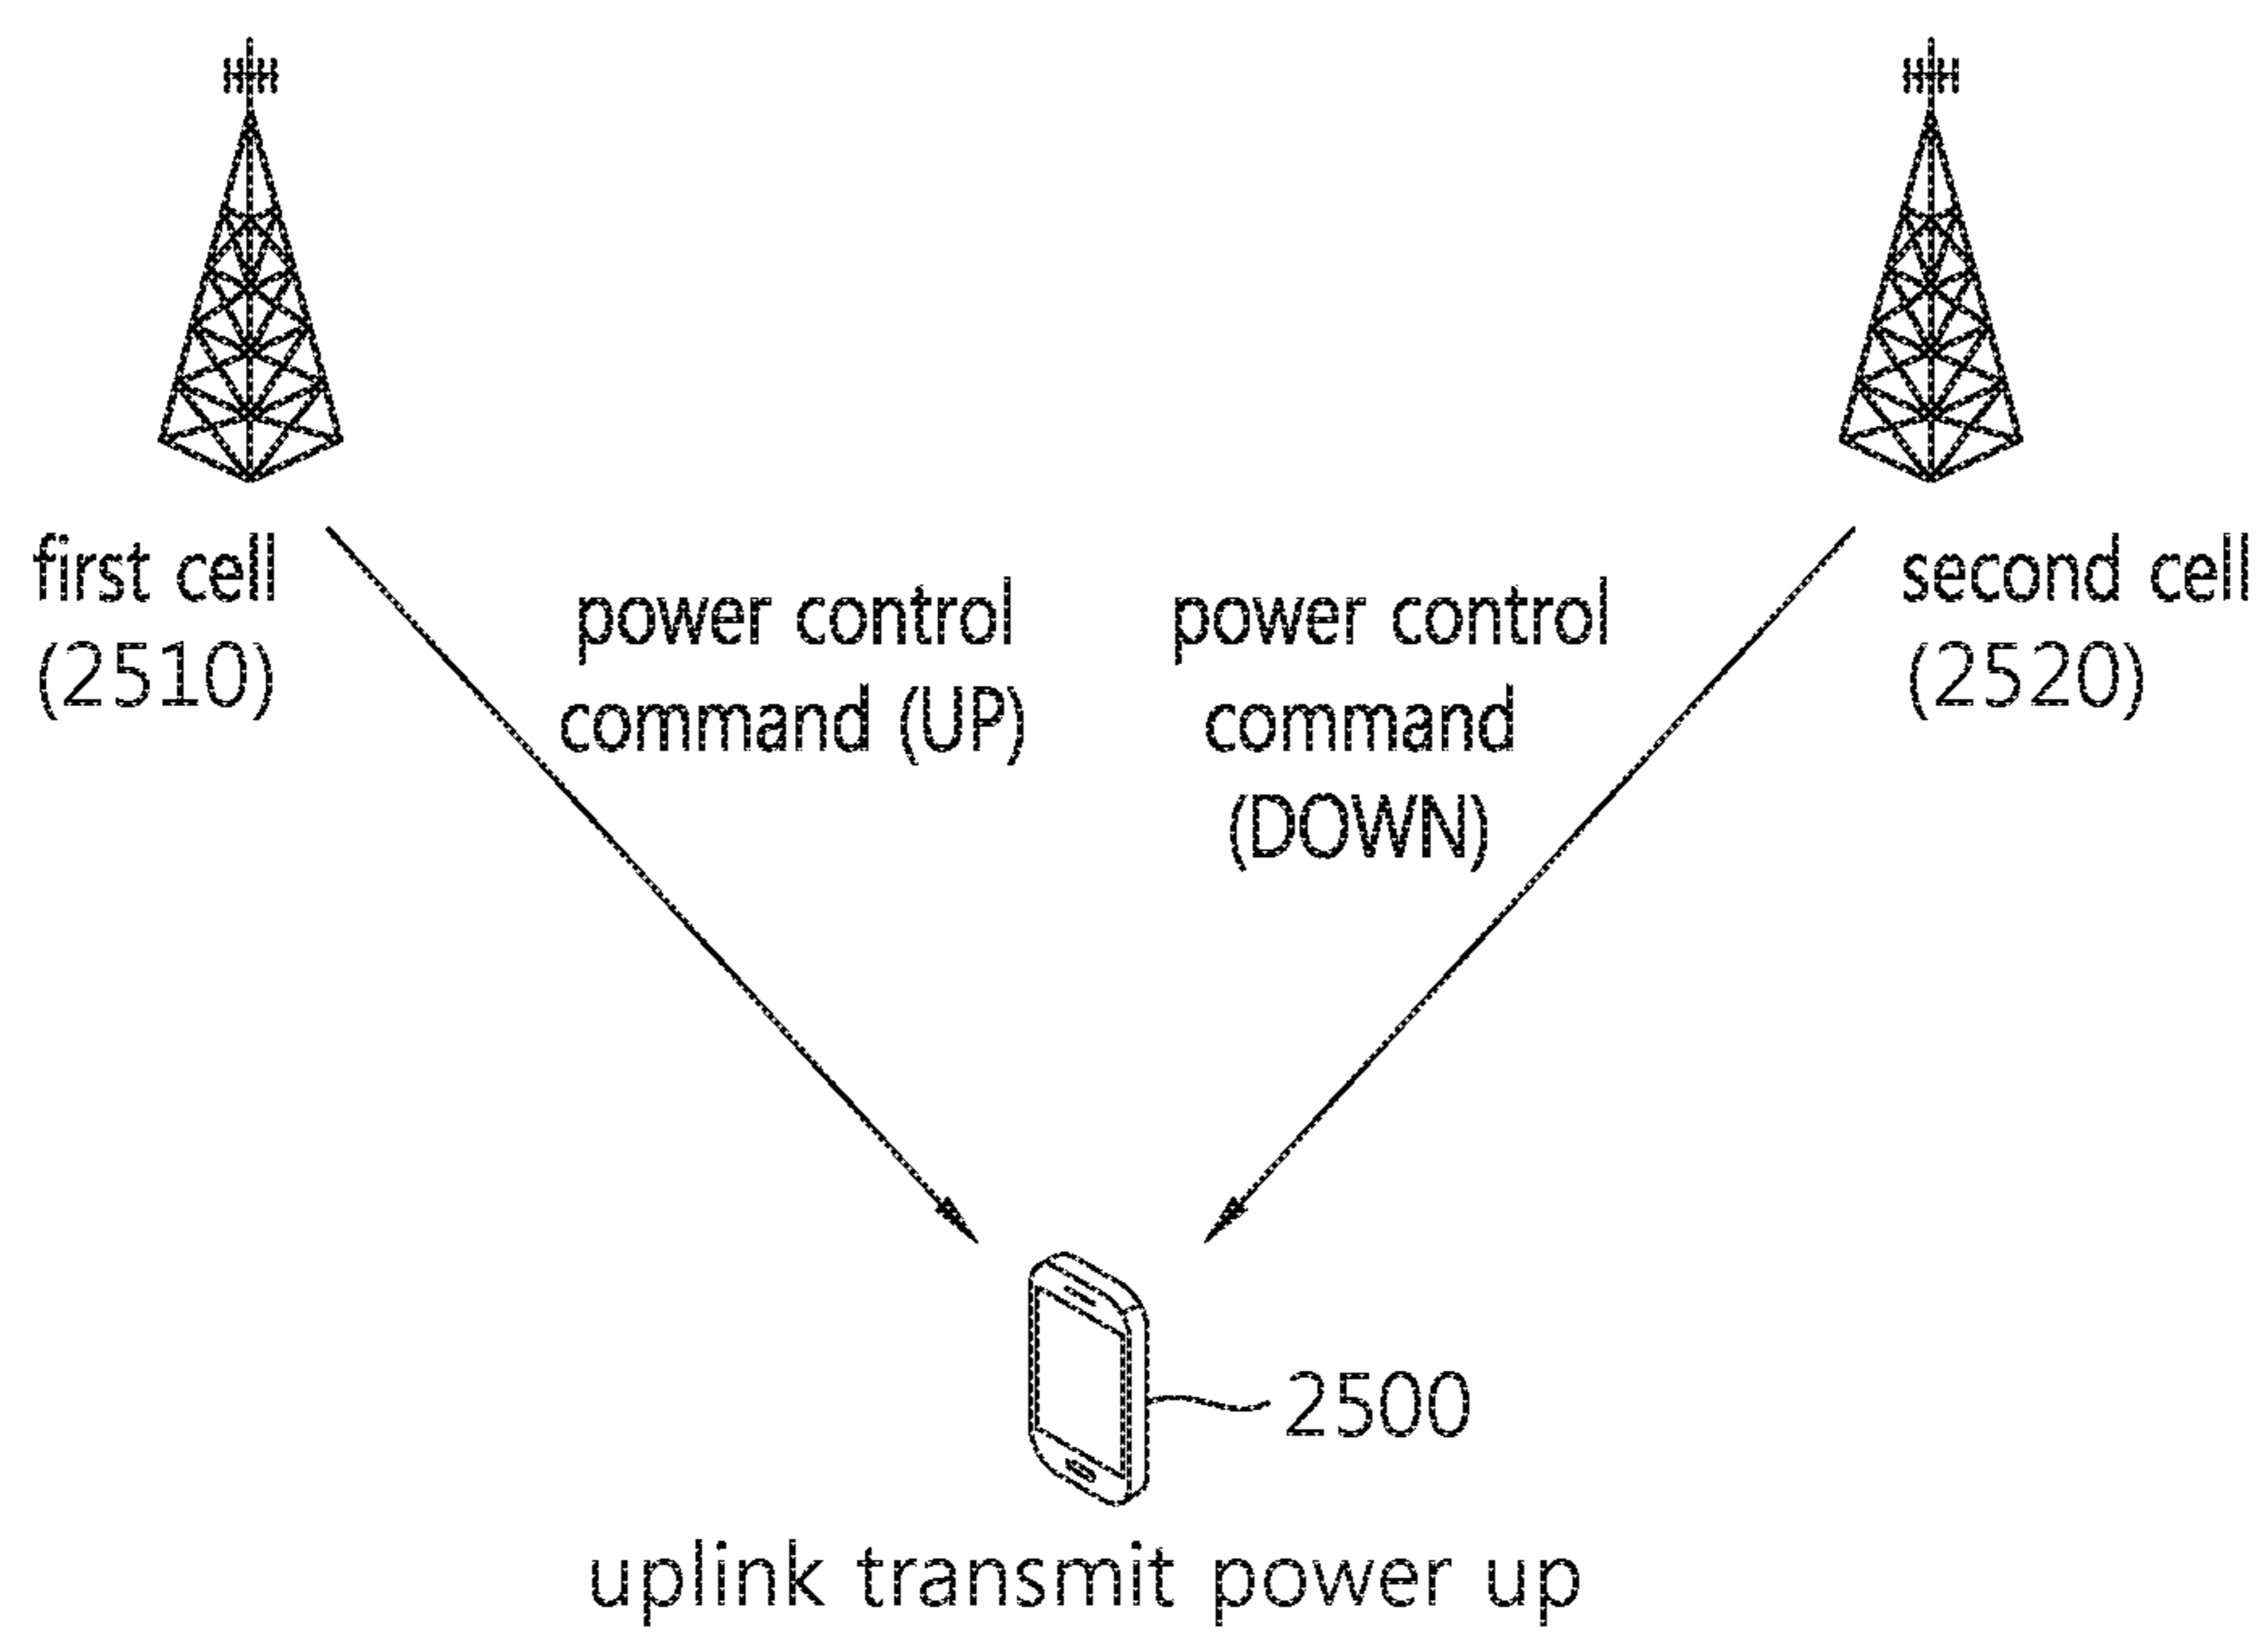 first cell
(2510)
power control
command (UP)
power control
command
(DOWN)
second cell
(2520)
2500
uplink transmit power up